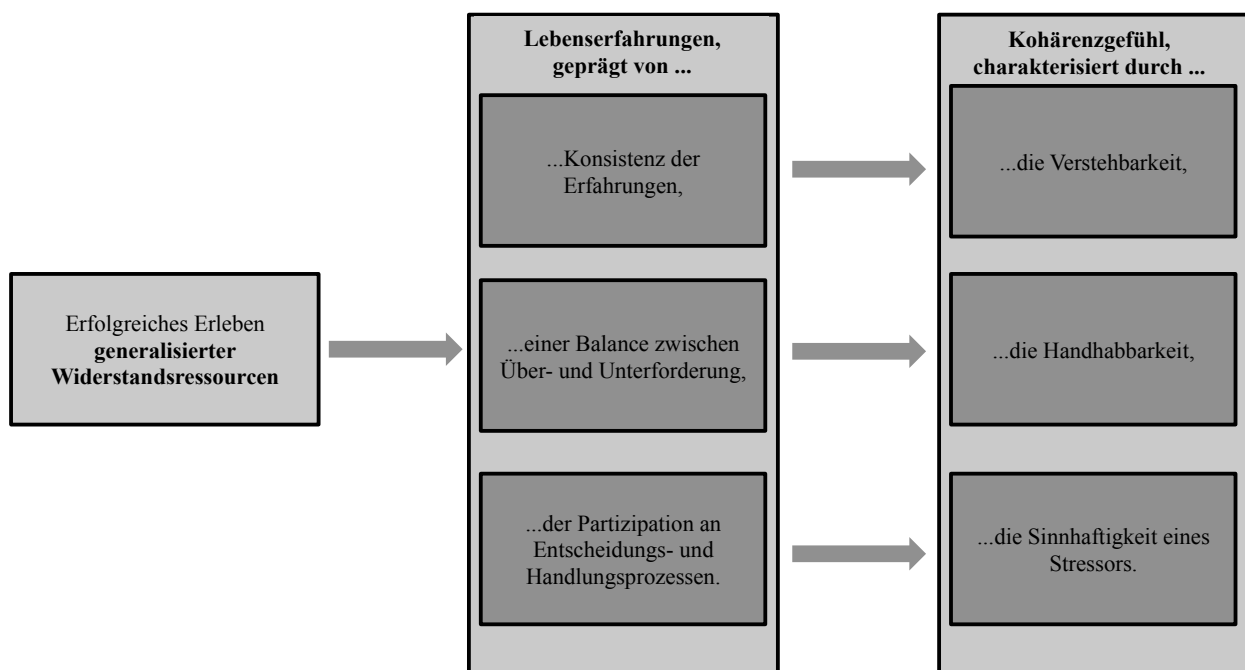 Erfolgreiches Erleben
generalisierter
Widerstandsressourcen
Lebenserfahrungen,
geprägt von ...
...Konsistenz der
Erfahrungen,
...einer Balance zwischen
Über- und Unterforderung,
...der Partizipation an
Entscheidungs- und
Handlungsprozessen.
Kohärenzgefühl,
charakterisiert durch ...
...die Verstehbarkeit,
...die Handhabbarkeit,
...die Sinnhaftigkeit eines
Stressors.